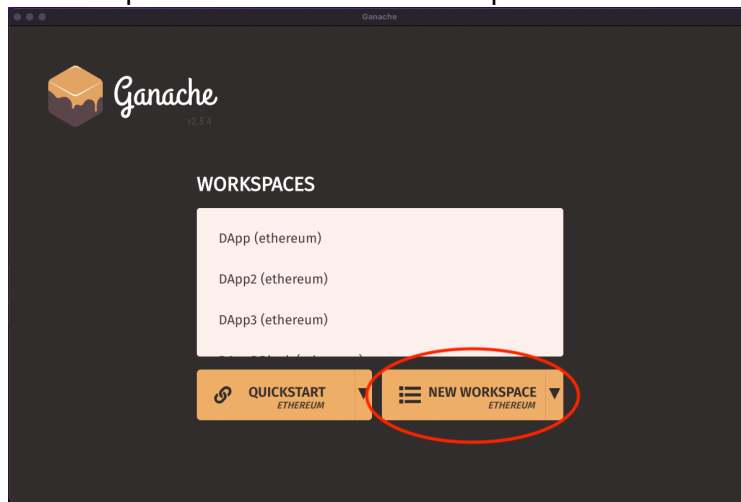 Ganache
Ganache
v2.5.4
WORKSPACES
DApp (ethereum)
DApp2 (ethereum)
DApp3 (ethereum)
QUICKSTART
ETHEREUM
NEW WORKSPACE
ETHEREUM